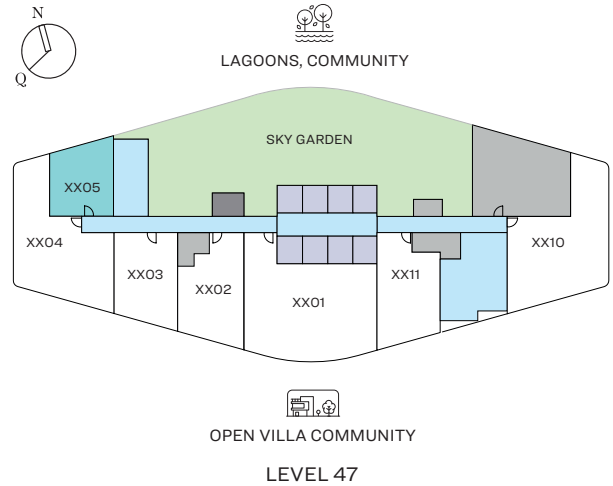 N
Q
LAGOONS, COMMUNITY
SKY GARDEN
XX05
XX04
XX03
XX02
XX01
XX11
XX10
OPEN VILLA COMMUNITY
LEVEL 47